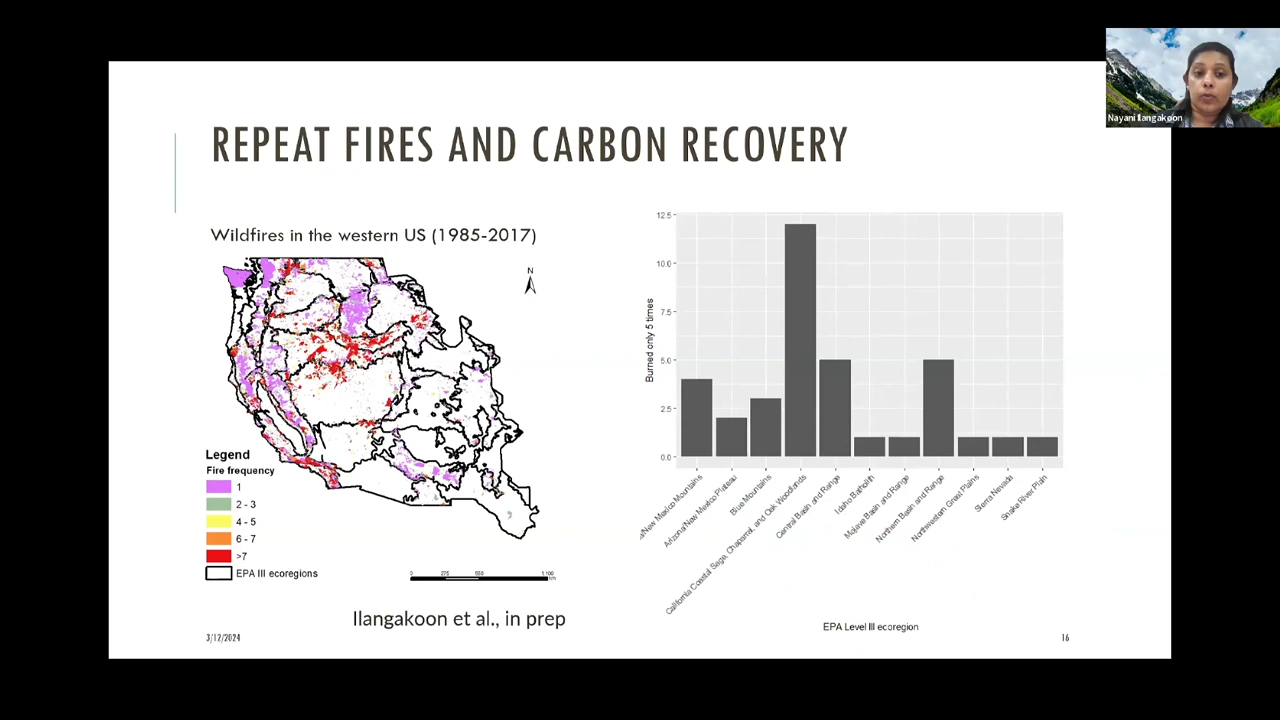 Nayani Ilangakoon
REPEAT FIRES AND CARBON RECOVERY
Wildfires in the western US (1985-2017)
N
Legend
Fire frequency
1
2 - 3
4 - 5
6 - 7
>7
EPA III ecoregions
0 275 550 1,100
Ilangakoon et al., in prep
3/12/2024
Burned only 5 times
12.5
10.0
7.5
5.0
2.5
0.0
/New Mexico Mountains
Arizona/New Mexico Plateau
Blue Mountains
California Coastal Sage, Chaparral, and Oak Woodlands
Central Basin and Range
Idaho Batholith
Mojave Basin and Range
Northern Basin and Range
Northwestern Great Plains
Sierra Nevada
Snake River Plain
EPA Level III ecoregion
16